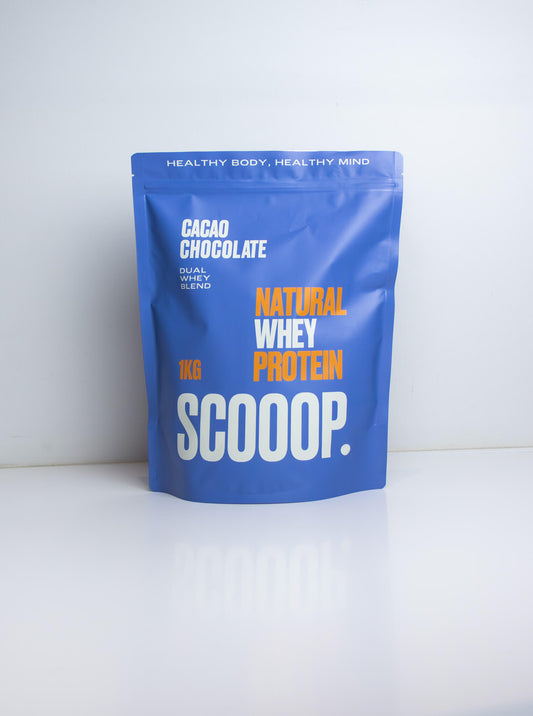 HEALTHY BODY, HEALTHY MIND
CACAO
CHOCOLATE
DUAL
WHEY
BLEND
NATURAL
WHEY
PROTEIN
1KG
SCOOOP.